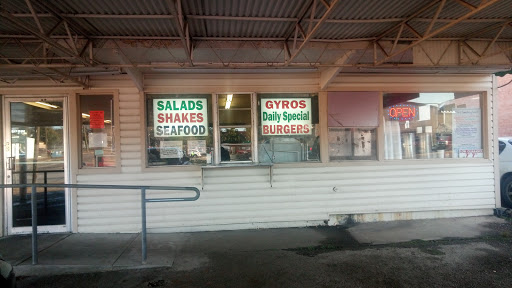 SALADS
SHAKES
SEAFOOD
GYROS
Daily Special
BURGERS
OPEN